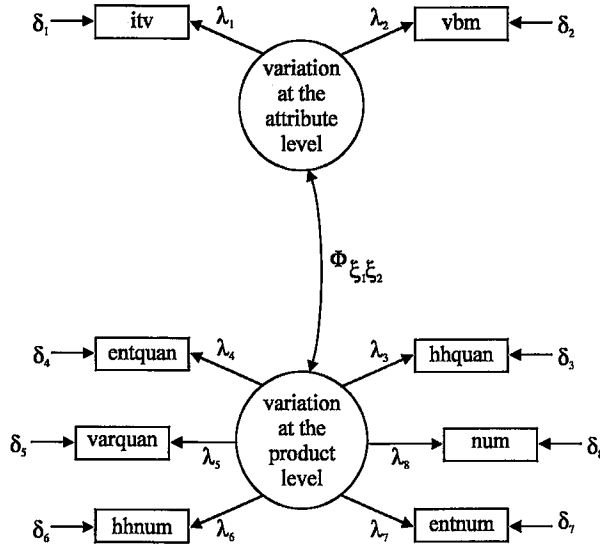 δ₁ itv λ₁ λ₂ vbm δ₂
variation
at the
attribute
level
Φ ξ₁ξ₂
δ₄ entquan λ₄ λ₃ hhquan δ₃
variation
at the
product
level
δ₅ varquan λ₅ λ₈ num
δ₆ hhnum λ₆ λ₇ entnum δ₇